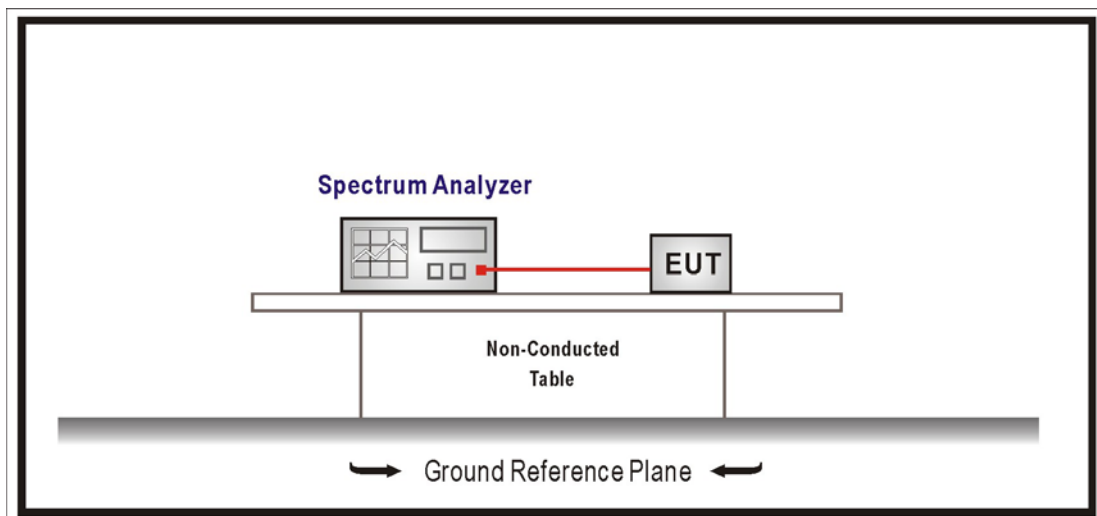 Spectrum Analyzer
EUT
Non-Conducted
Table
Ground Reference Plane